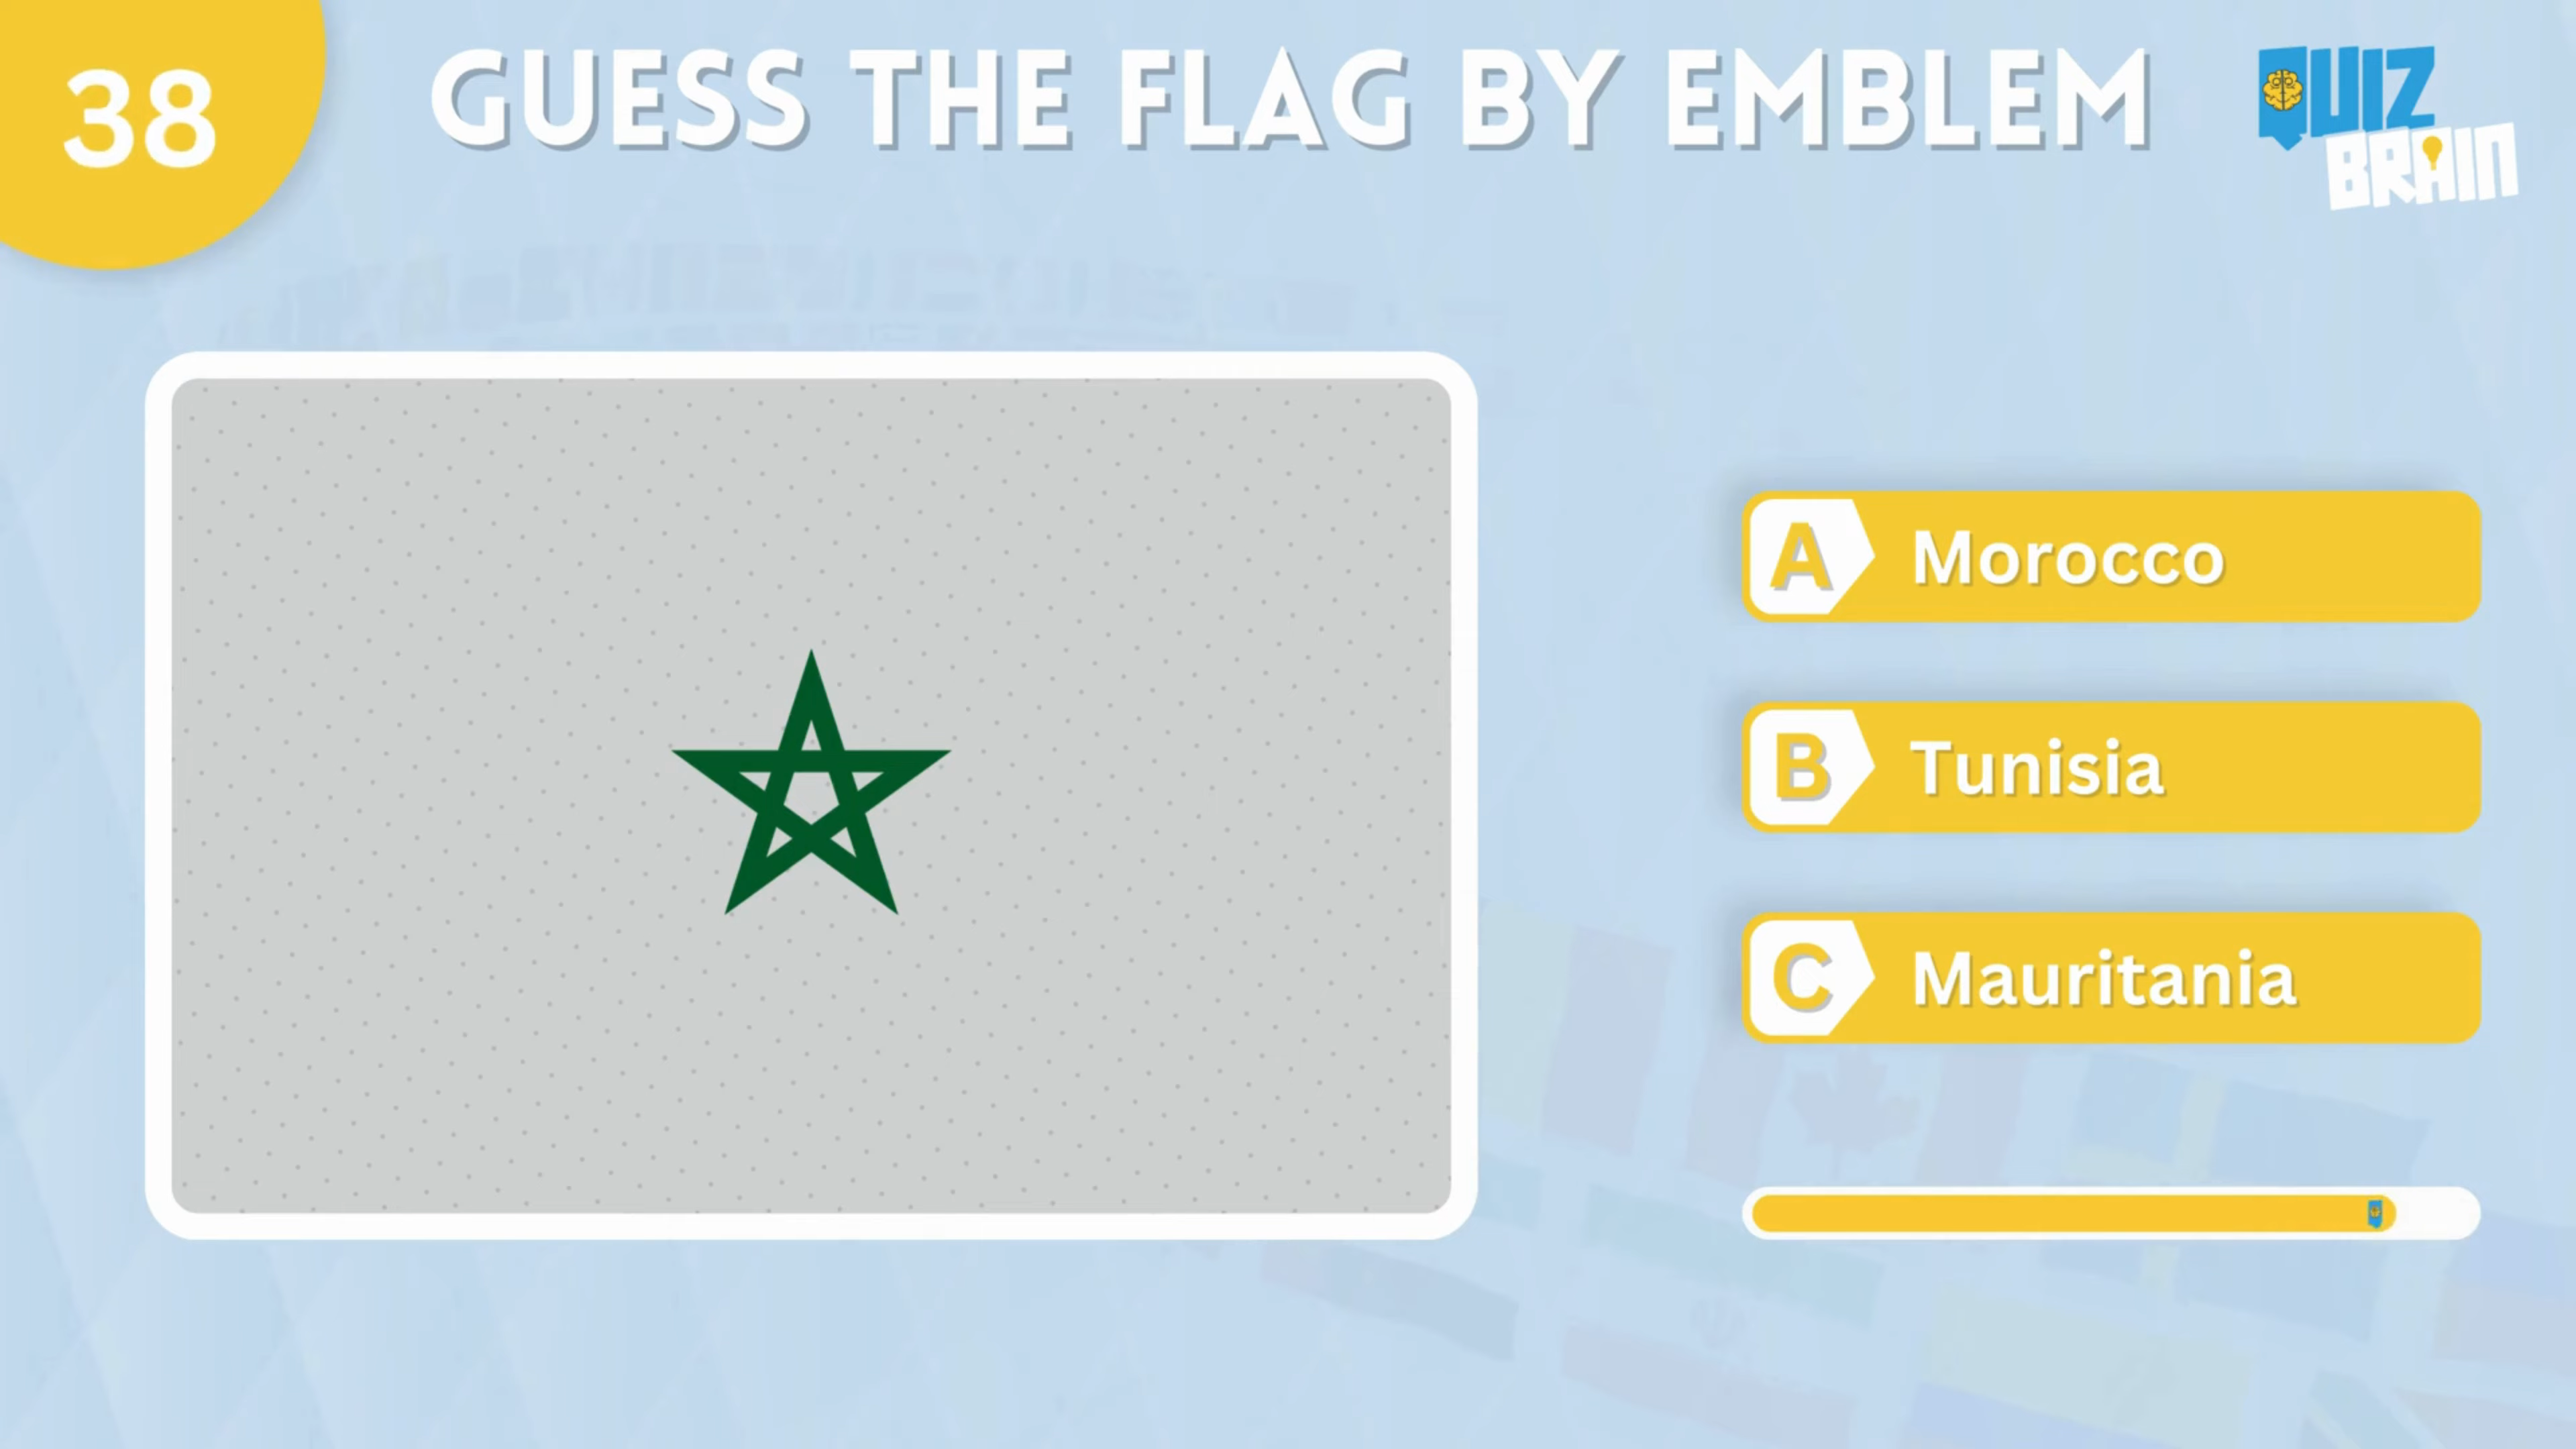 38
GUESS THE FLAG BY EMBLEM
QUIZ
BRAIN
A Morocco
B Tunisia
C Mauritania